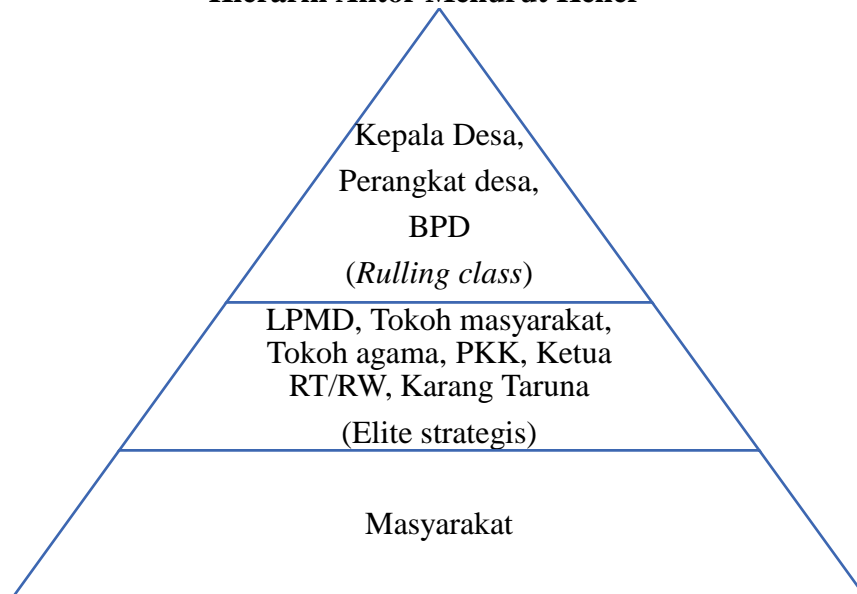 Kepala Desa,
Perangkat desa,
BPD
(Rulling class)
LPMD, Tokoh masyarakat,
Tokoh agama, PKK, Ketua
RT/RW, Karang Taruna
(Elite strategis)
Masyarakat